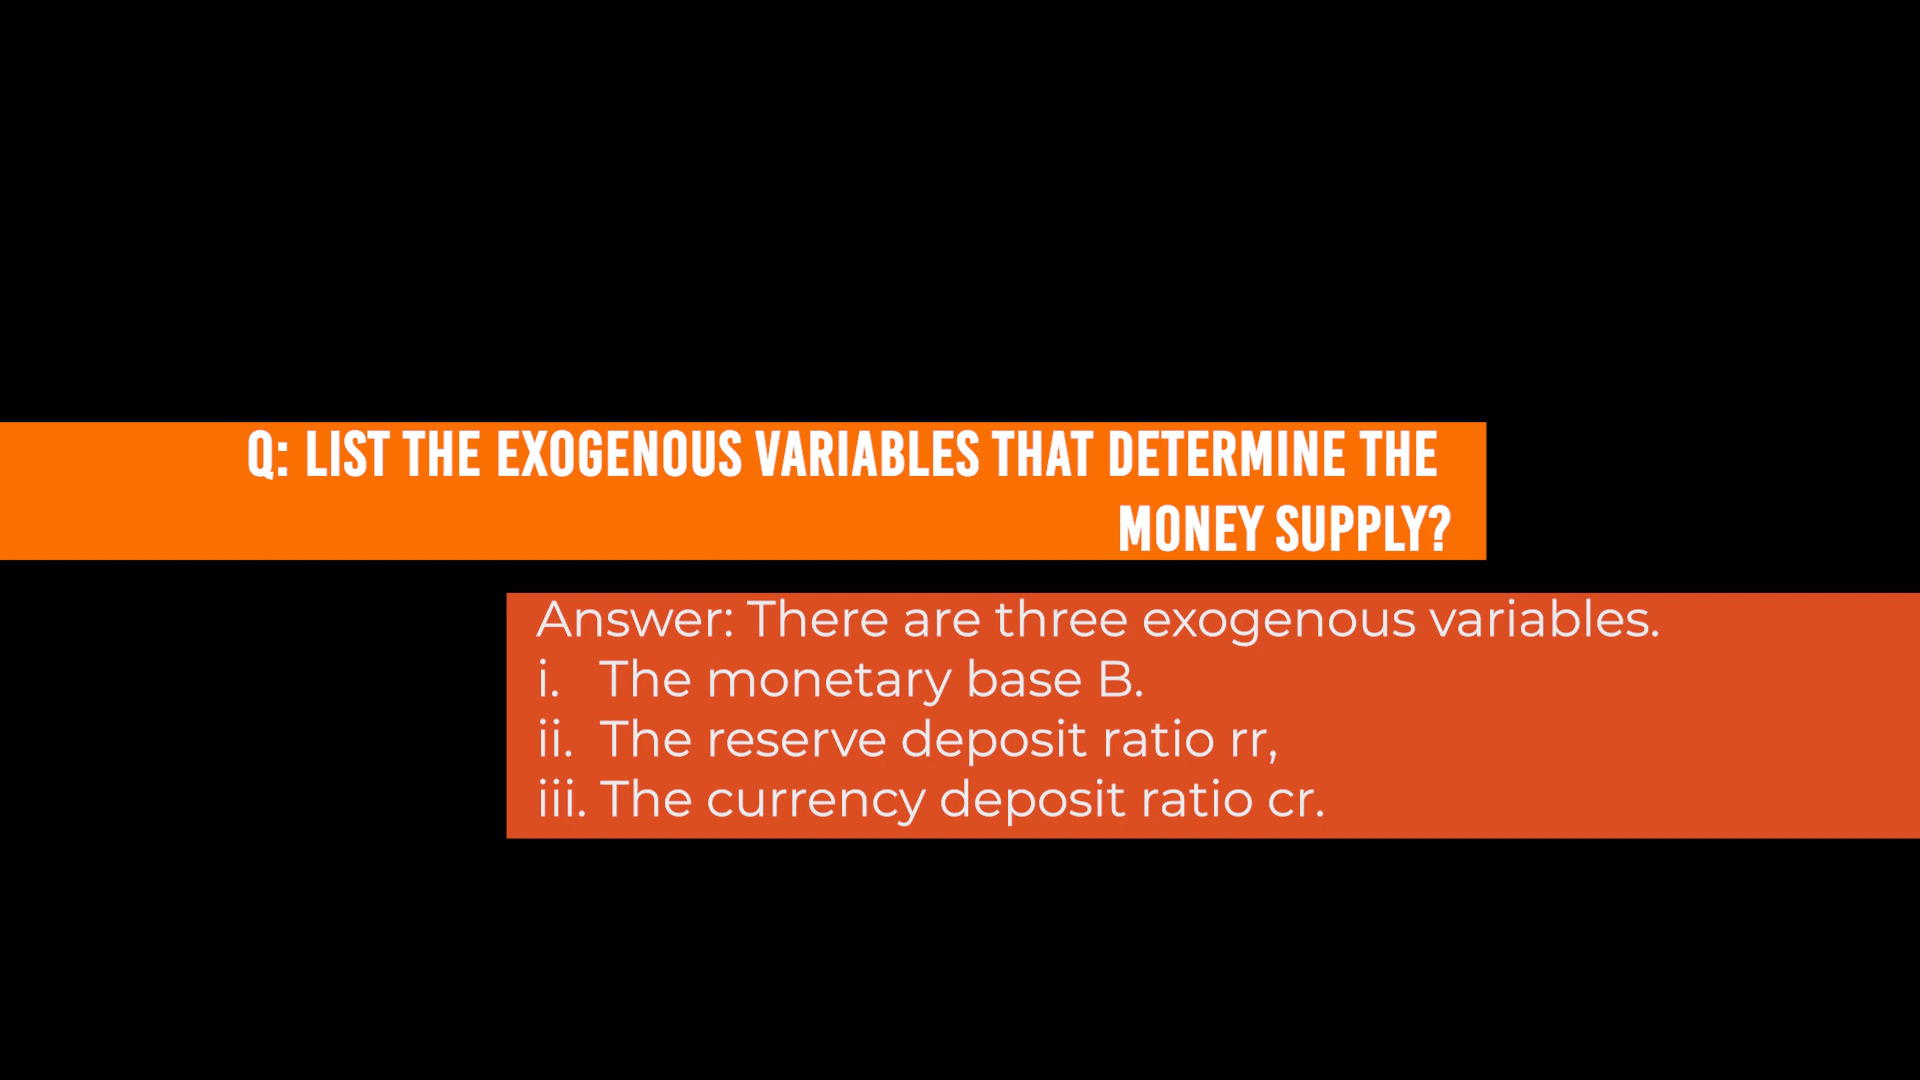 Q: LIST THE EXOGENOUS VARIABLES THAT DETERMINE THE
MONEY SUPPLY?
Answer: There are three exogenous variables.
i. The monetary base B.
ii. The reserve deposit ratio rr,
iii. The currency deposit ratio cr.